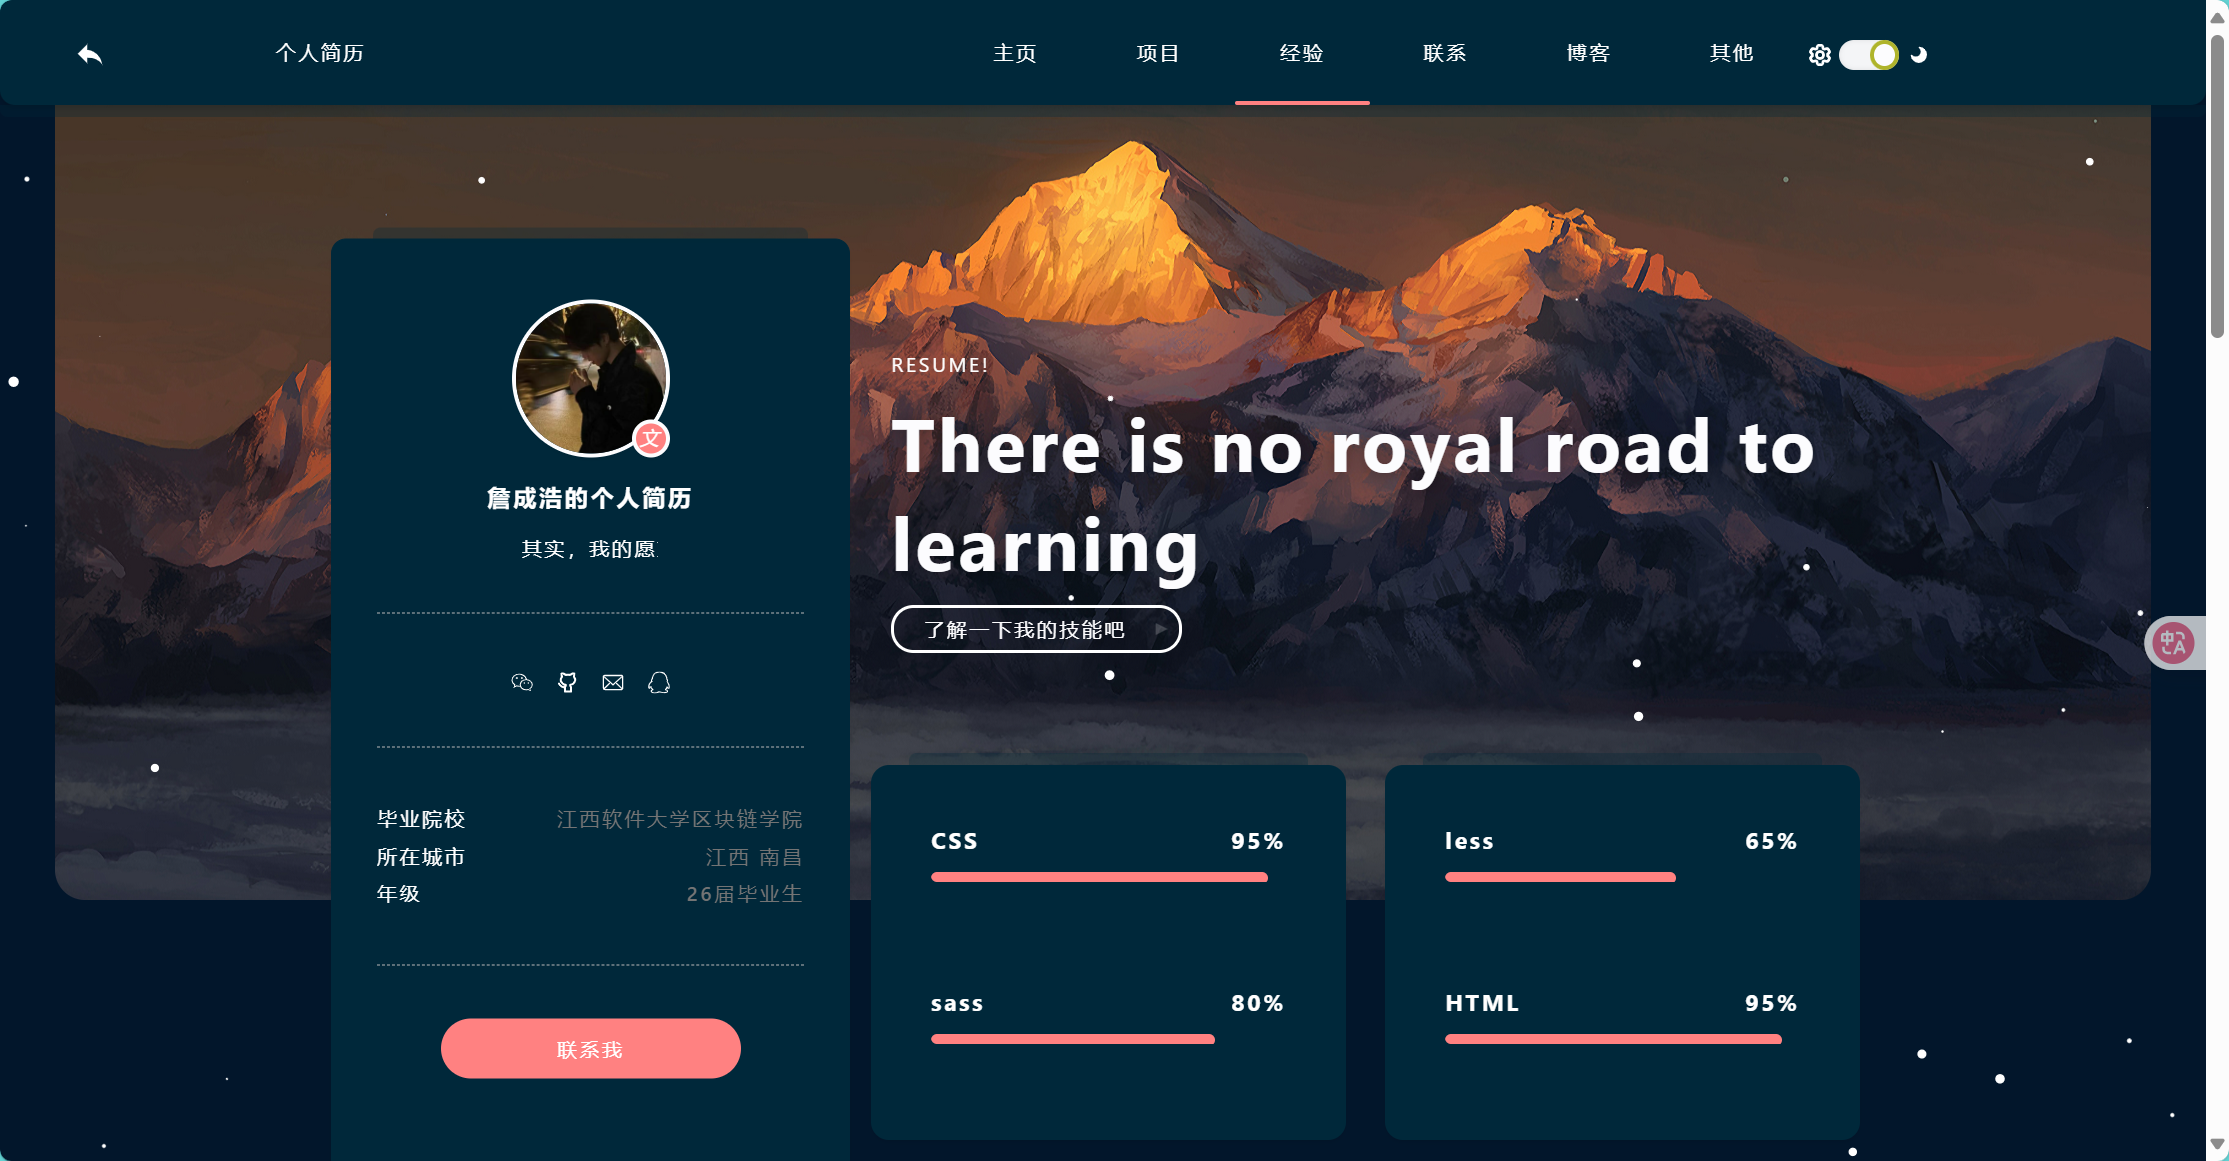 个人简历
主页 项目 经验 联系 博客 其他
文
詹成浩的个人简历
其实，我的愿
毕业院校 江西软件大学区块链学院
所在城市 江西 南昌
年级 26届毕业生
联系我
RESUME!
There is no royal road to
learning
了解一下我的技能吧
中A
CSS 95%
less 65%
sass 80%
HTML 95%